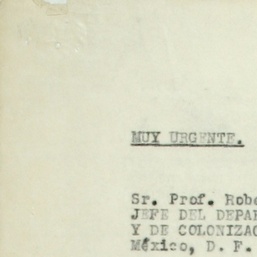 MUY URGENTE.
Sr. Prof. Robe
JEFE DEL DEPAR
Y DE COLONIZAC
México, D. F.